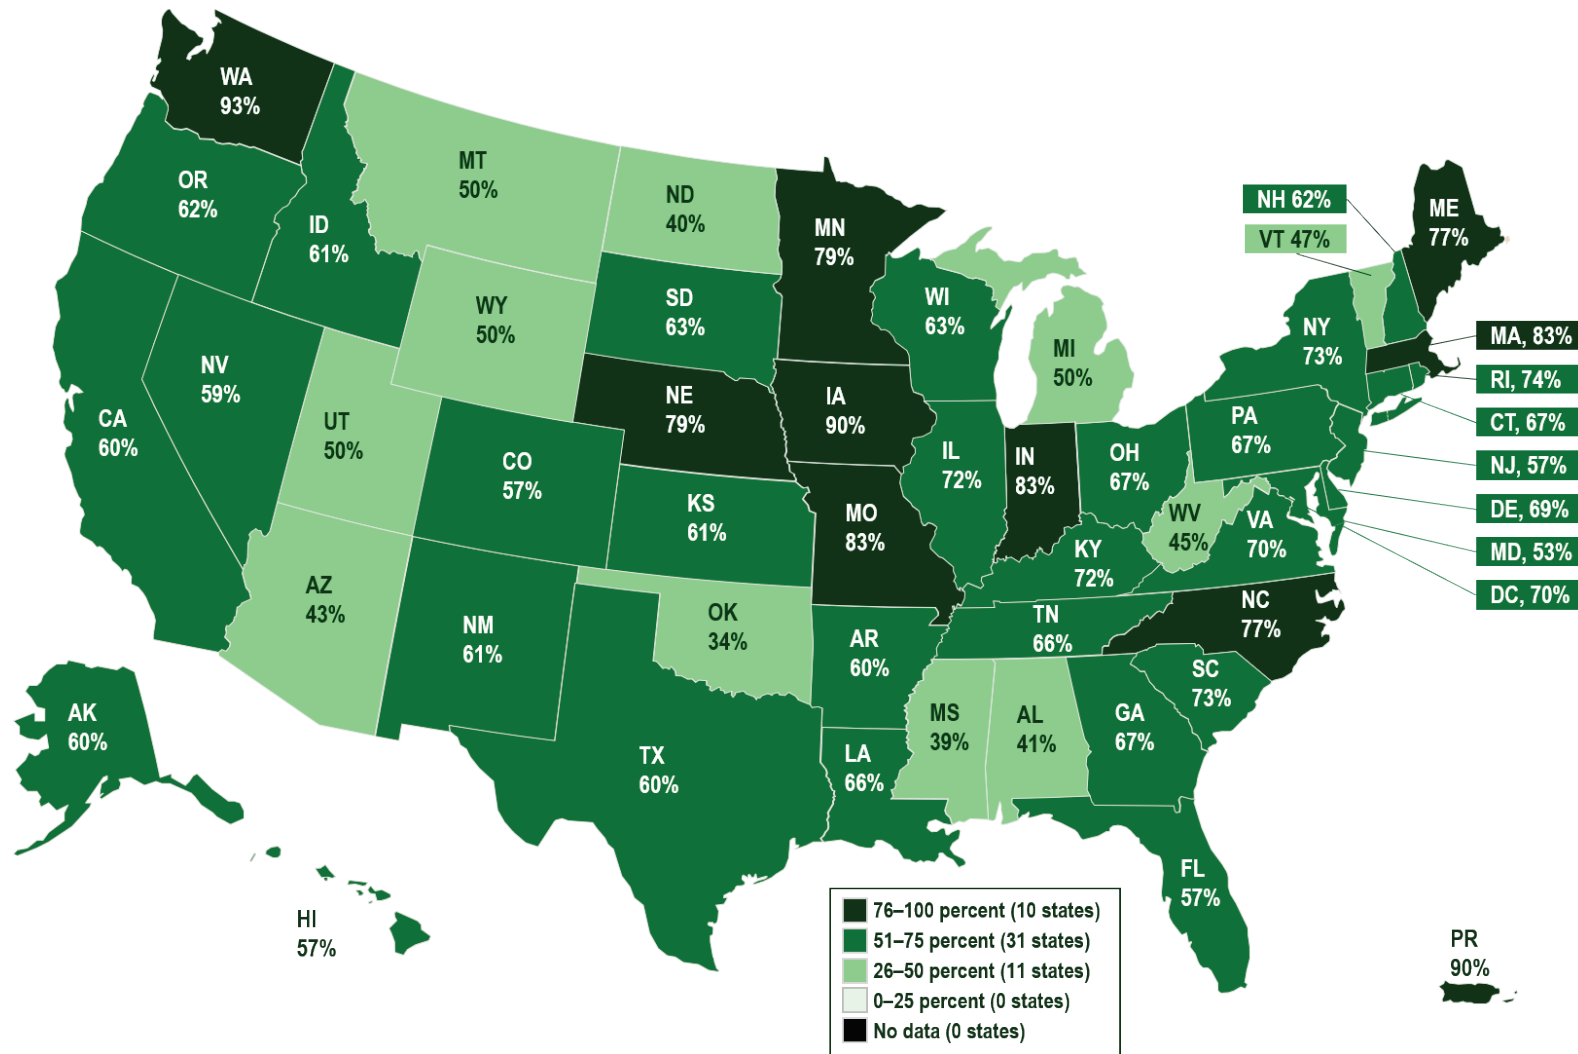 WA
93%
OR
62%
ID
61%
MT
50%
ND
40%
MN
79%
NH 62%
VT 47%
ME
77%
WY
50%
SD
63%
WI
63%
MI
50%
NY
73%
MA, 83%
RI, 74%
CT, 67%
NJ, 57%
DE, 69%
MD, 53%
DC, 70%
CA
60%
NV
59%
UT
50%
CO
57%
NE
79%
IA
90%
IL
72%
IN
83%
OH
67%
PA
67%
KS
61%
MO
83%
KY
72%
WV
45%
VA
70%
AZ
43%
NM
61%
OK
34%
AR
60%
TN
66%
NC
77%
SC
73%
MS
39%
AL
41%
GA
67%
AK
60%
TX
60%
LA
66%
FL
57%
HI
57%
PR
90%
76–100 percent (10 states)
51–75 percent (31 states)
26–50 percent (11 states)
0–25 percent (0 states)
No data (0 states)